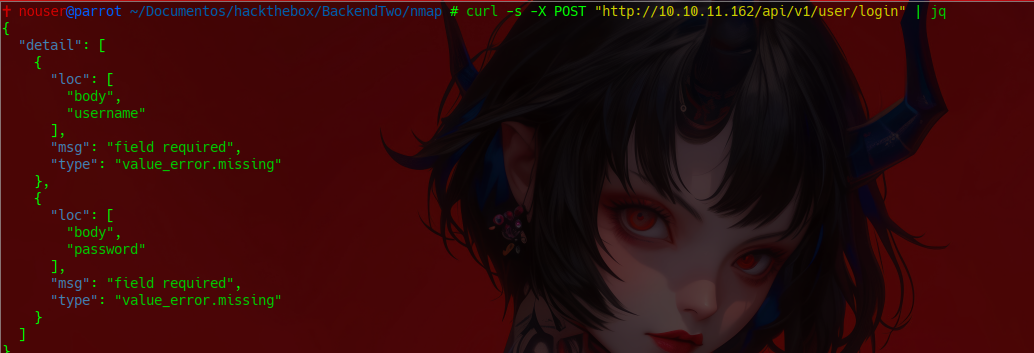 † nouser@parrot ~/Documentos/hackthebox/BackendTwo/nmap # curl -s -X POST "http://10.10.11.162/api/v1/user/login" | jq
{
  "detail": [
    {
      "loc": [
        "body",
        "username"
      ],
      "msg": "field required",
      "type": "value_error.missing"
    },
    {
      "loc": [
        "body",
        "password"
      ],
      "msg": "field required",
      "type": "value_error.missing"
    }
  ]
}